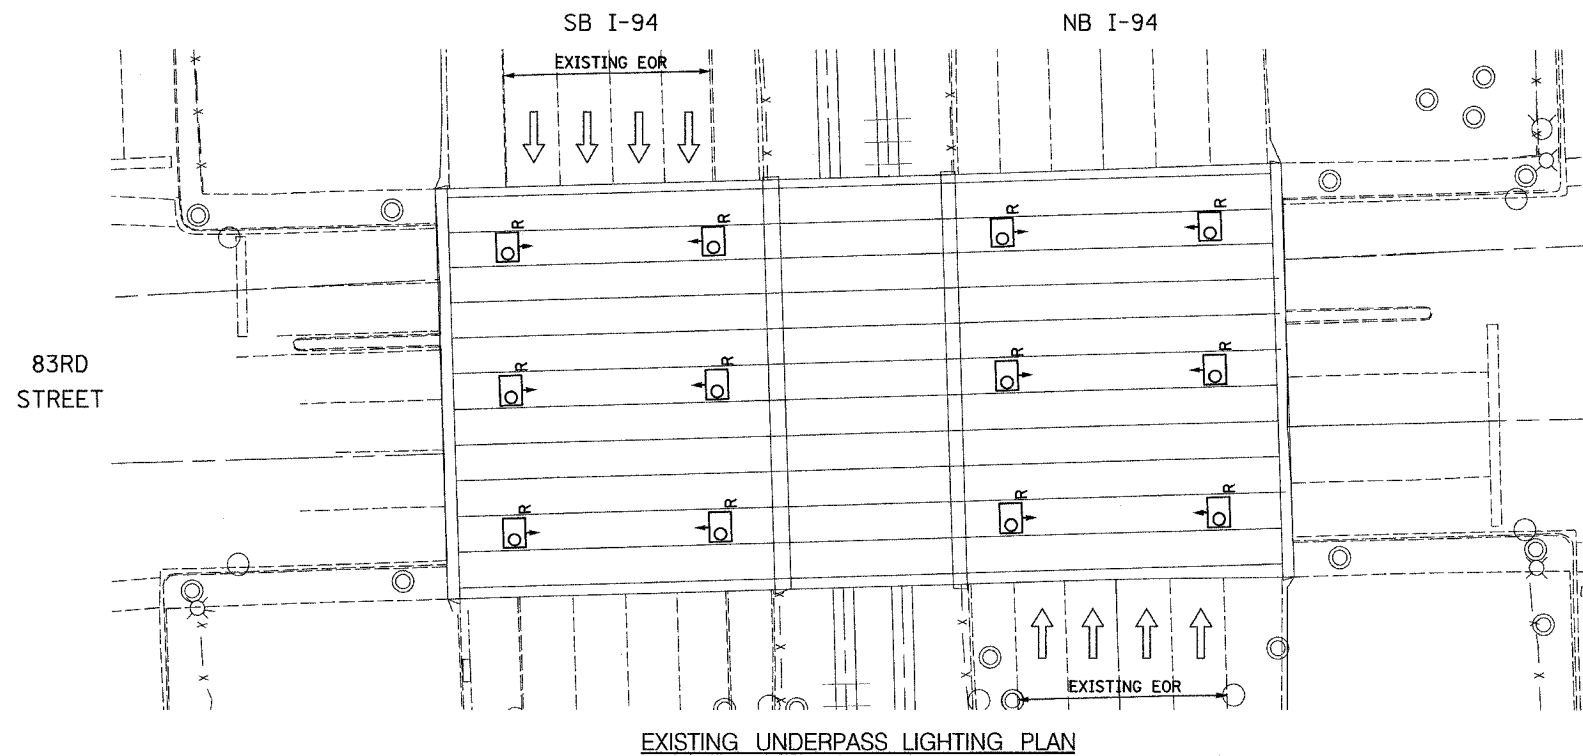 SB I-94
NB I-94
EXISTING EOR
R
R
R
R
83RD
STREET
R
R
R
R
R
R
R
R
EXISTING EOR
EXISTING UNDERPASS LIGHTING PLAN